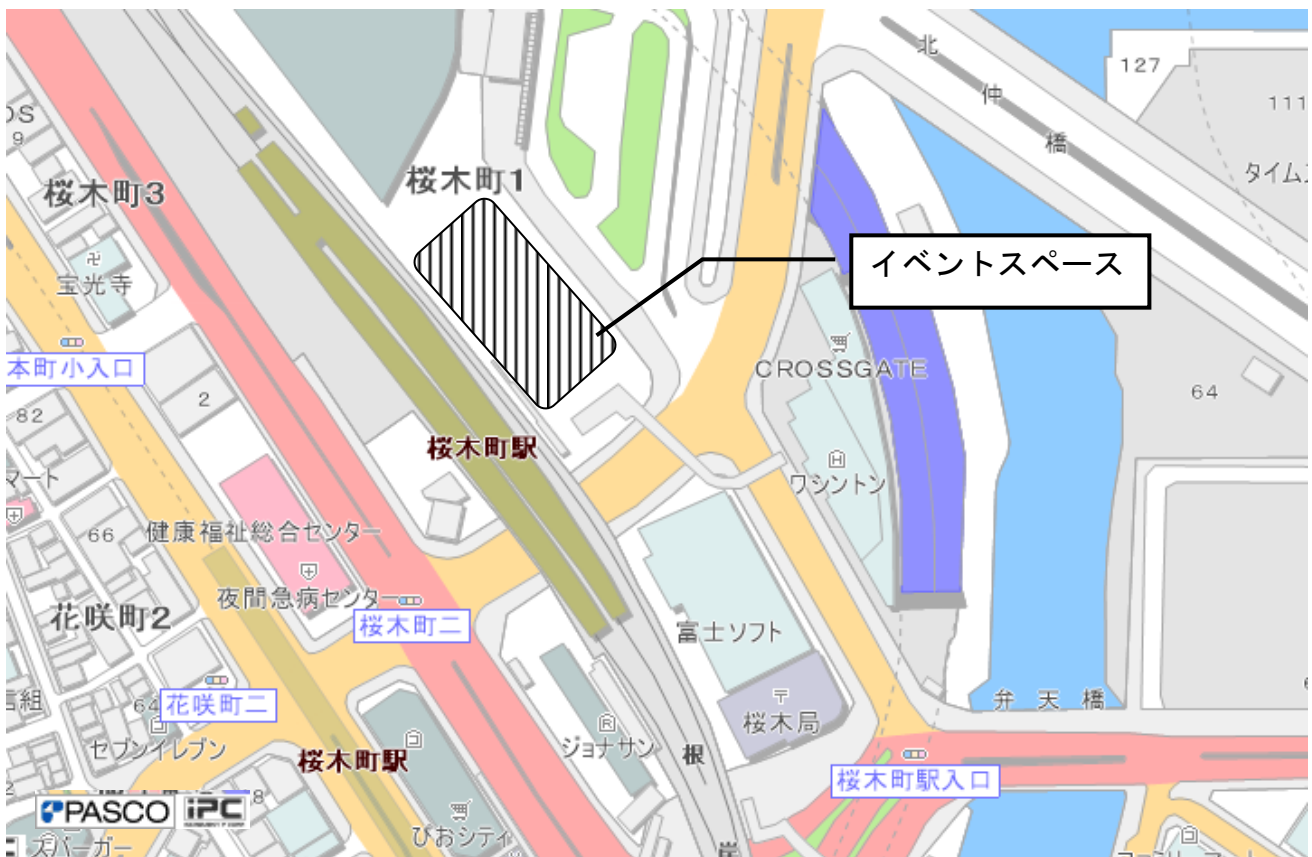 北仲橋
127
111
タイムズ
9
桜木町3
桜木町1
宝光寺
イベントスペース
本町小入口
CROSSGATE
2
82
64
桜木町駅
マート
ワシントン
66
健康福祉総合センター
夜間急病センター
桜木町二
花咲町2
富士ソフト
花咲町二
64
弁天橋
桜木局
セブンイレブン
ジョナサン
根岸
桜木町駅
桜木町駅入口
PASCO iPC
8
ぴおシティ